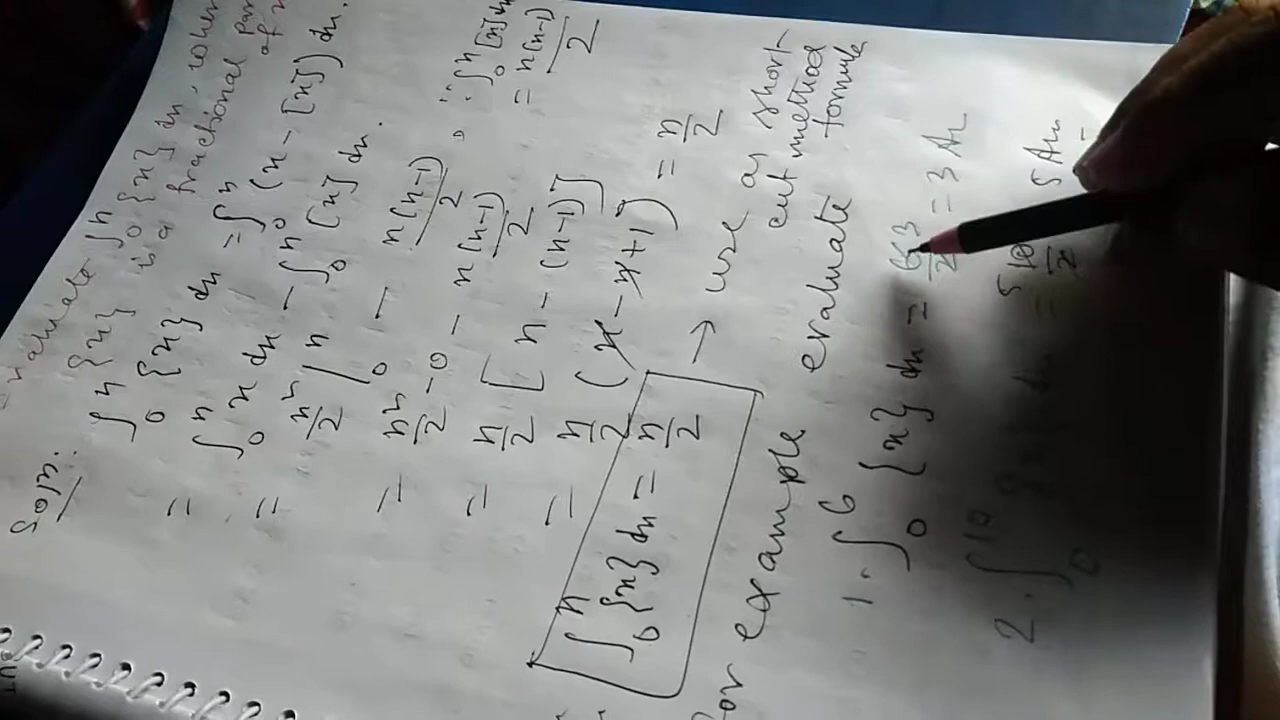 evaluate ∫₀ⁿ {x} dx, where
{x} is a fractional part of x
Soln. ∫₀ⁿ {x} dx = ∫₀ⁿ (x - [x]) dx.
= ∫₀ⁿ x dx - ∫₀ⁿ [x] dx.
= x²/2 |₀ⁿ - n(n-1)/2 , ∵ ∫₀ⁿ [x] dx = n(n-1)/2
= n²/2 - 0 - n(n-1)/2
= n/2 [n - (n-1)]
= n/2 (n - n + 1) = n/2
∫₀ⁿ {x} dx = n/2 → use as short cut method formula
For example evaluate
1. ∫₀⁶ {x} dx = 6/2 = 3 An
2. ∫₀¹⁰ {x} dx = 10/2 5 An